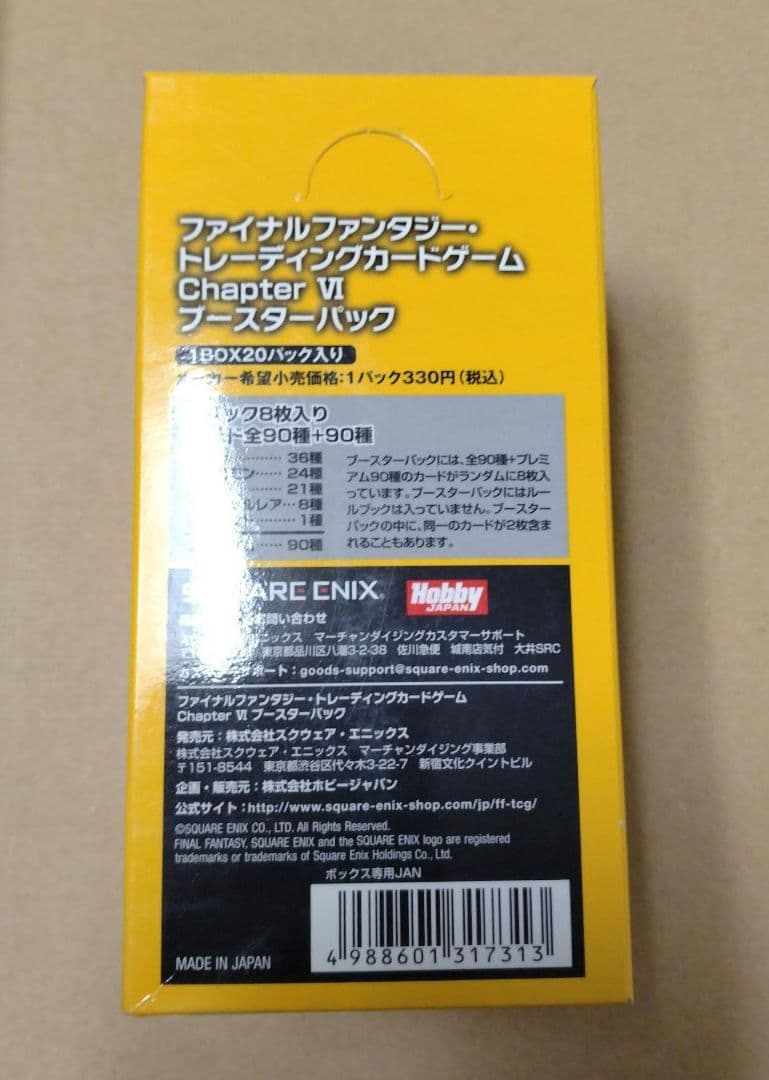 ファイナルファンタジー・
トレーディングカードゲーム
Chapter Ⅵ
ブースターパック
1BOX20パック入り
メーカー希望小売価格:1パック330円(税込)
パック8枚入り
全90種+90種
36種
24種
21種
レア…8種
1種
90種
ブースターパックには、全90種+プレミ
アム90種のカードがランダムに8枚入
っています。ブースターパックにはルー
ルブックは入っていません。ブースター
パックの中に、同一のカードが2枚含ま
れることもあります。
SQUARE ENIX
Hobby
JAPAN
お問い合わせ
マーチャンダイジングカスタマーサポート
東京都品川区八潮3-2-38 佐川急便 城南店気付 大井SRC
サポート:goods-support@square-enix-shop.com
ファイナルファンタジー・トレーディングカードゲーム
Chapter Ⅵ ブースターパック
発売元:株式会社スクウェア・エニックス
株式会社スクウェア・エニックス マーチャンダイジング事業部
〒151-8544 東京都渋谷区代々木3-22-7 新宿文化クイントビル
企画・販売元:株式会社ホビージャパン
公式サイト:http://www.square-enix-shop.com/jp/ff-tcg/
©SQUARE ENIX CO., LTD. All Rights Reserved.
FINAL FANTASY, SQUARE ENIX and the SQUARE ENIX logo are registered
trademarks or trademarks of Square Enix Holdings Co., Ltd.
ボックス専用JAN
4 988601 317313
MADE IN JAPAN